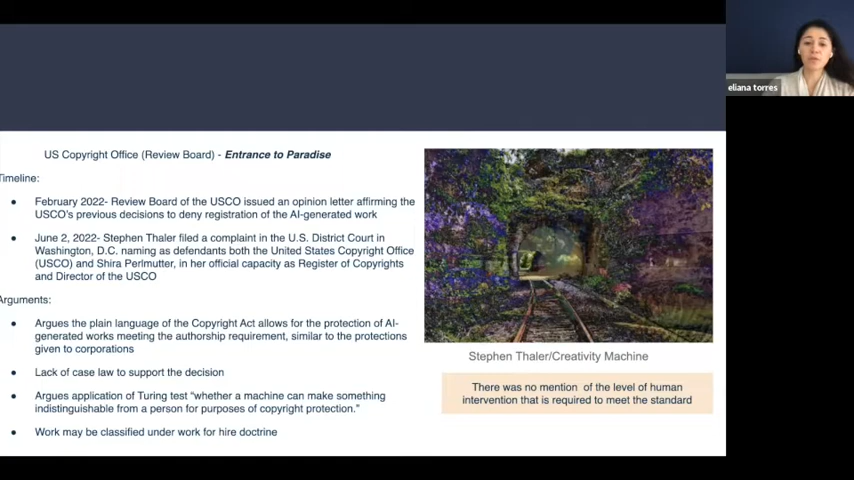 eliana torres
US Copyright Office (Review Board) - Entrance to Paradise
Timeline:
● February 2022- Review Board of the USCO issued an opinion letter affirming the
USCO's previous decisions to deny registration of the AI-generated work
● June 2, 2022- Stephen Thaler filed a complaint in the U.S. District Court in
Washington, D.C. naming as defendants both the United States Copyright Office
(USCO) and Shira Perlmutter, in her official capacity as Register of Copyrights
and Director of the USCO
Arguments:
● Argues the plain language of the Copyright Act allows for the protection of AI-
generated works meeting the authorship requirement, similar to the protections
given to corporations
● Lack of case law to support the decision
● Argues application of Turing test “whether a machine can make something
indistinguishable from a person for purposes of copyright protection.”
● Work may be classified under work for hire doctrine
Stephen Thaler/Creativity Machine
There was no mention of the level of human
intervention that is required to meet the standard